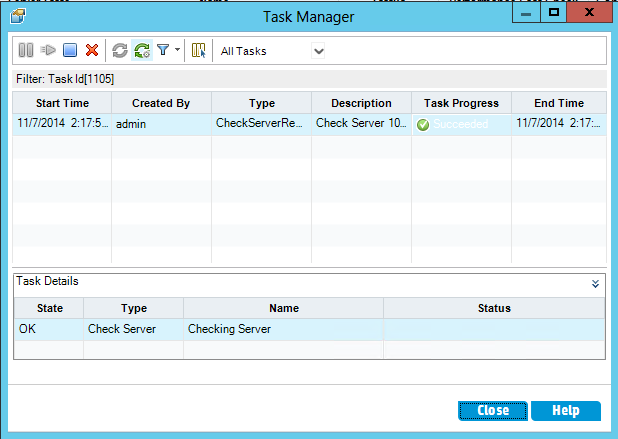 Task Manager
All Tasks
Filter: Task Id[1105]
Start Time Created By Type Description Task Progress End Time
11/7/2014 2:17:5... admin CheckServerRe... Check Server 10... Succeeded 11/7/2014 2:17:...
Task Details
State Type Name Status
OK Check Server Checking Server
Close Help